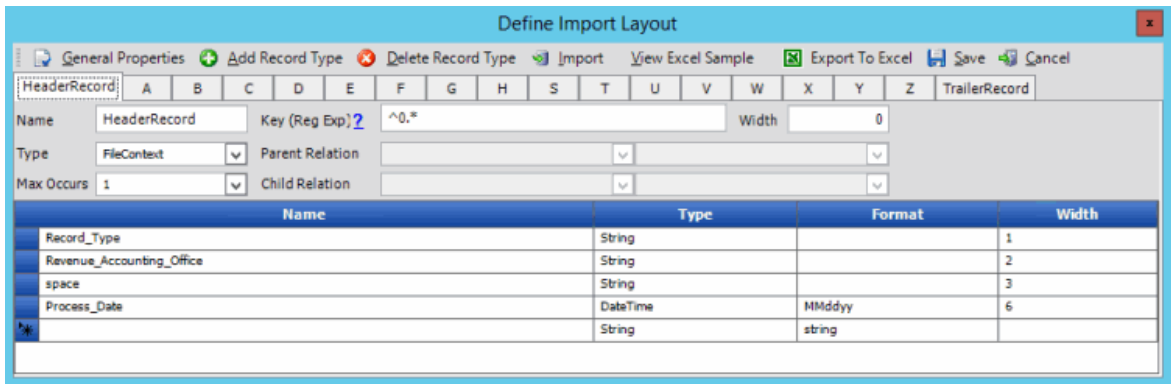 Define Import Layout
x
General Properties Add Record Type Delete Record Type Import View Excel Sample Export To Excel Save Cancel
HeaderRecord A B C D E F G H S T U V W X Y Z TrailerRecord
Name HeaderRecord Key (Reg Exp)? ^0.* Width 0
Type FileContext Parent Relation
Max Occurs 1 Child Relation
Name Type Format Width
Record_Type String 1
Revenue_Accounting_Office String 2
space String 3
Process_Date DateTime MMddyy 6
String string